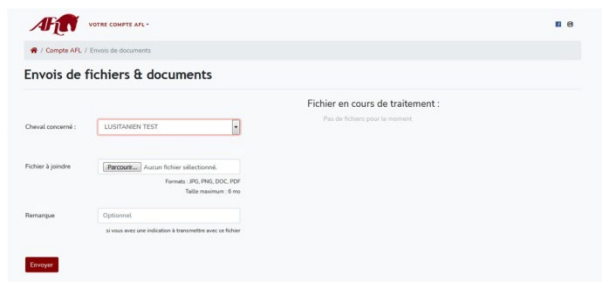 AFL
VOTRE COMPTE AFL
/ Compte AFL / Envois de documents
Envois de fichiers & documents
Fichier en cours de traitement :
Pas de fichiers pour le moment
Cheval concerné :
LUSITANIEN TEST
Fichier à joindre
Parcourir... Aucun fichier sélectionné.
Formats : JPG, PNG, DOC, PDF
Taille maximum : 6 mo
Remarque
Optionnel
si vous avez une indication à transmettre avec ce fichier
Envoyer